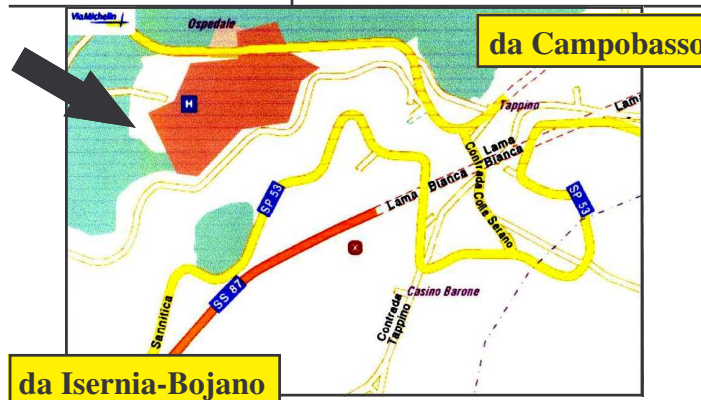 ViaMichelin
Ospedale
da Campobasso
H
Tappino
Lama
Lama Bianca
Lama Bianca
Contrada Colle Serano
SP 53
SP 53
SS 87
Sannitica
Casino Barone
Contrada Tappino
da Isernia-Bojano